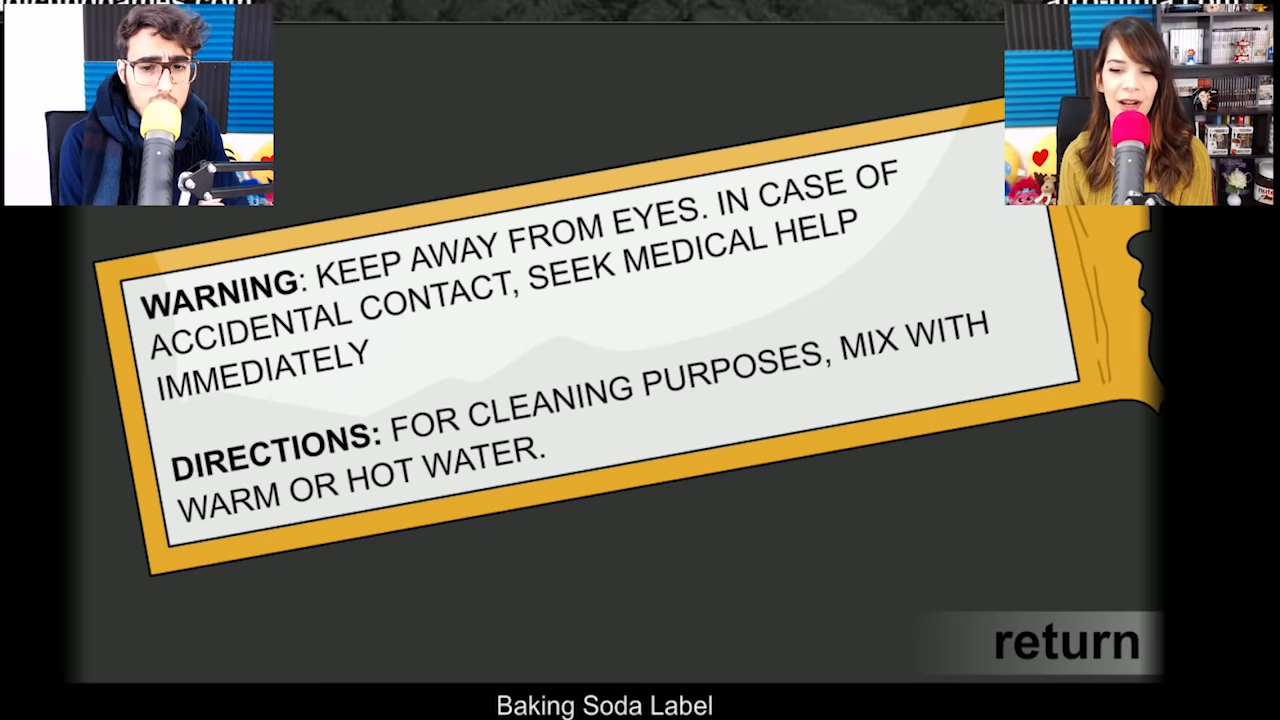 WARNING: KEEP AWAY FROM EYES. IN CASE OF
ACCIDENTAL CONTACT, SEEK MEDICAL HELP
IMMEDIATELY
DIRECTIONS: FOR CLEANING PURPOSES, MIX WITH
WARM OR HOT WATER.
return
Baking Soda Label